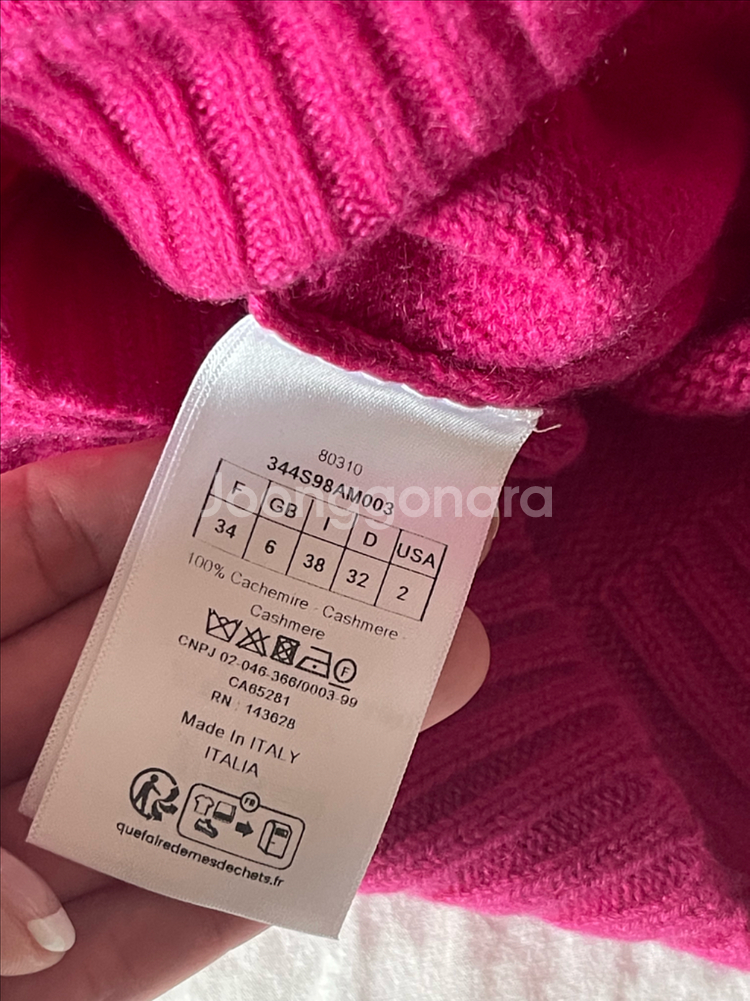 80310
344S98AM003
F GB I D USA
34 6 38 32 2
100% Cachemire - Cashmere -
Cashmere
F
CNPJ 02-046-366/0003-99
CA65281
RN : 143628
Made In ITALY
ITALIA
FR
quefairedemesdechets.fr
Joonggonara